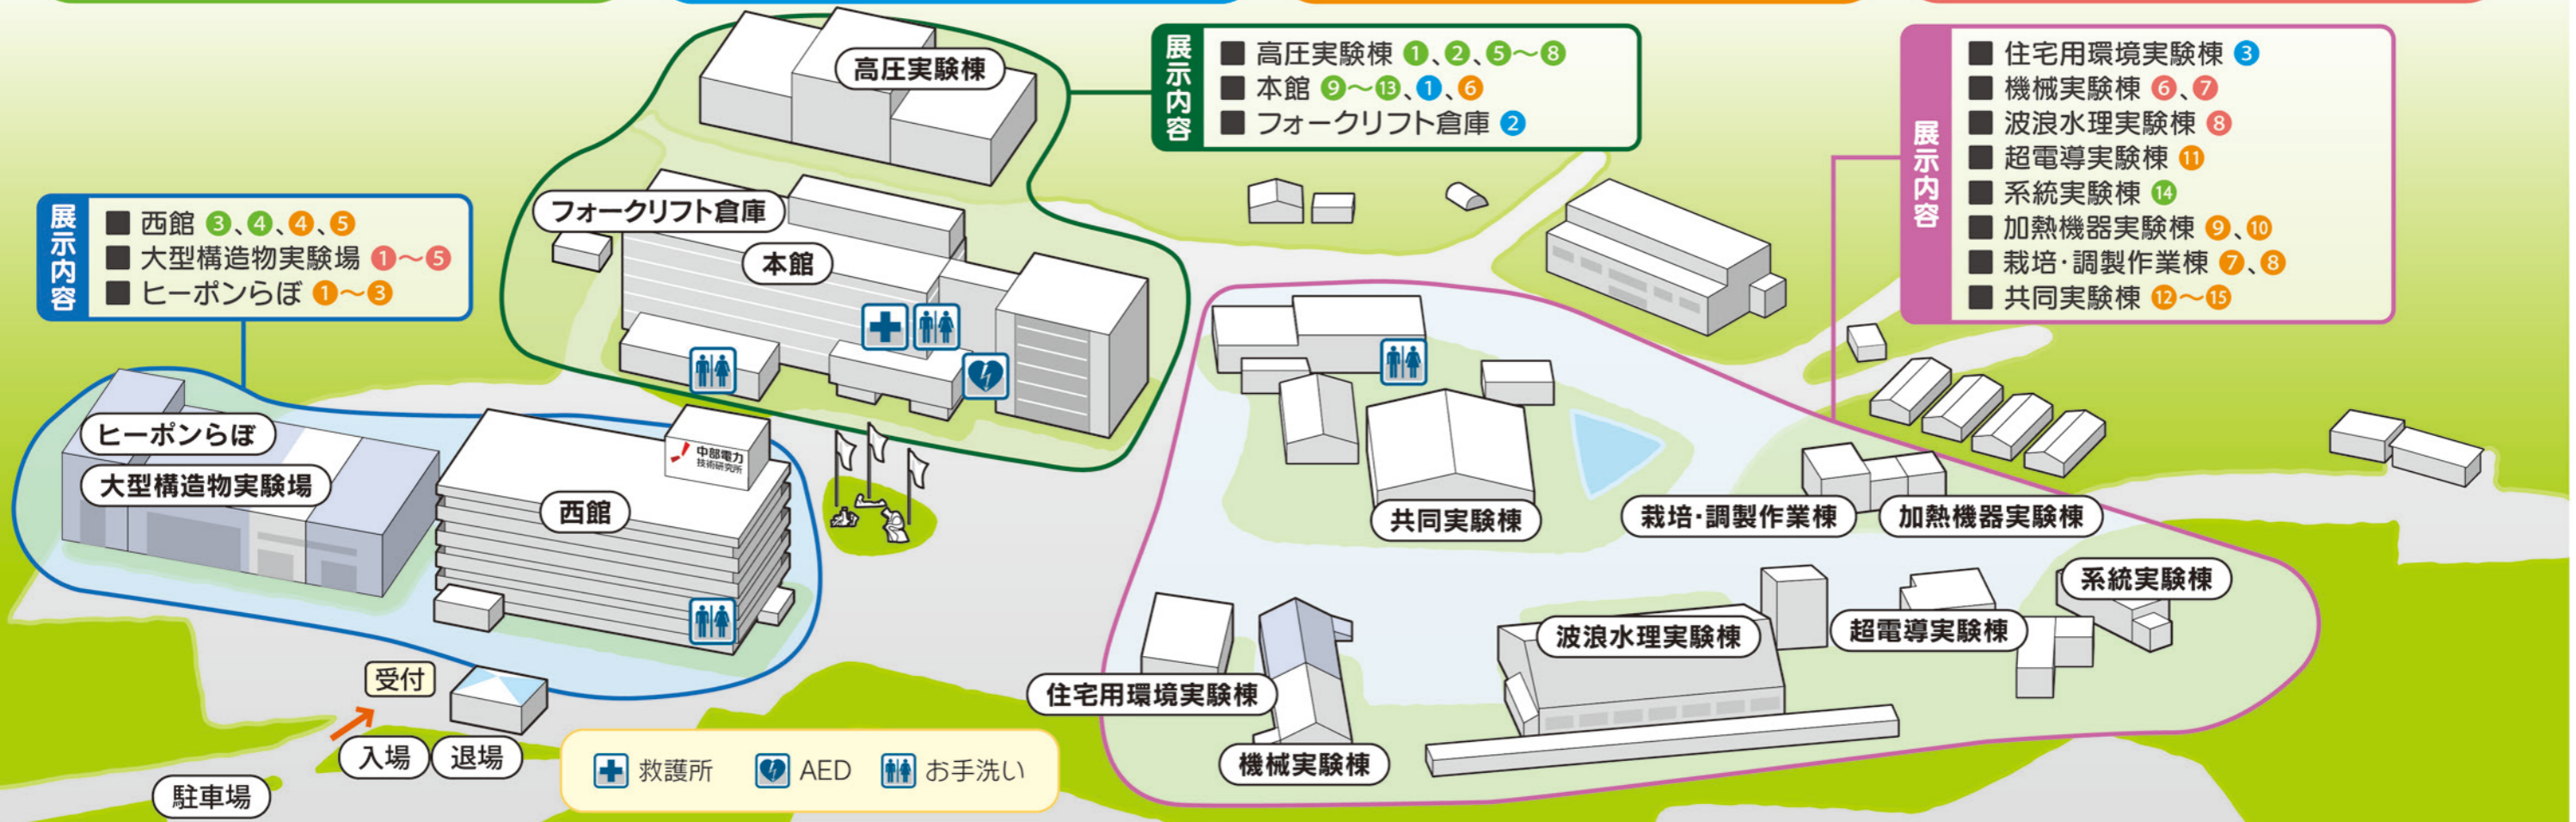 高圧実験棟
展示内容
■ 高圧実験棟 ①、②、⑤～⑧
■ 本館 ⑨～⑬、①、⑥
■ フォークリフト倉庫 ②
展示内容
■ 住宅用環境実験棟 ③
■ 機械実験棟 ⑥、⑦
■ 波浪水理実験棟 ⑧
■ 超電導実験棟 ⑪
■ 系統実験棟 ⑭
■ 加熱機器実験棟 ⑨、⑩
■ 栽培・調製作業棟 ⑦、⑧
■ 共同実験棟 ⑫～⑮
展示内容
■ 西館 ③、④、④、⑤
■ 大型構造物実験場 ①～⑤
■ ヒーポンらぼ ①～③
フォークリフト倉庫
本館
ヒーポンらぼ
大型構造物実験場
中部電力
技術研究所
西館
共同実験棟
栽培・調製作業棟
加熱機器実験棟
系統実験棟
波浪水理実験棟
超電導実験棟
住宅用環境実験棟
機械実験棟
受付
入場
退場
駐車場
救護所
AED
お手洗い